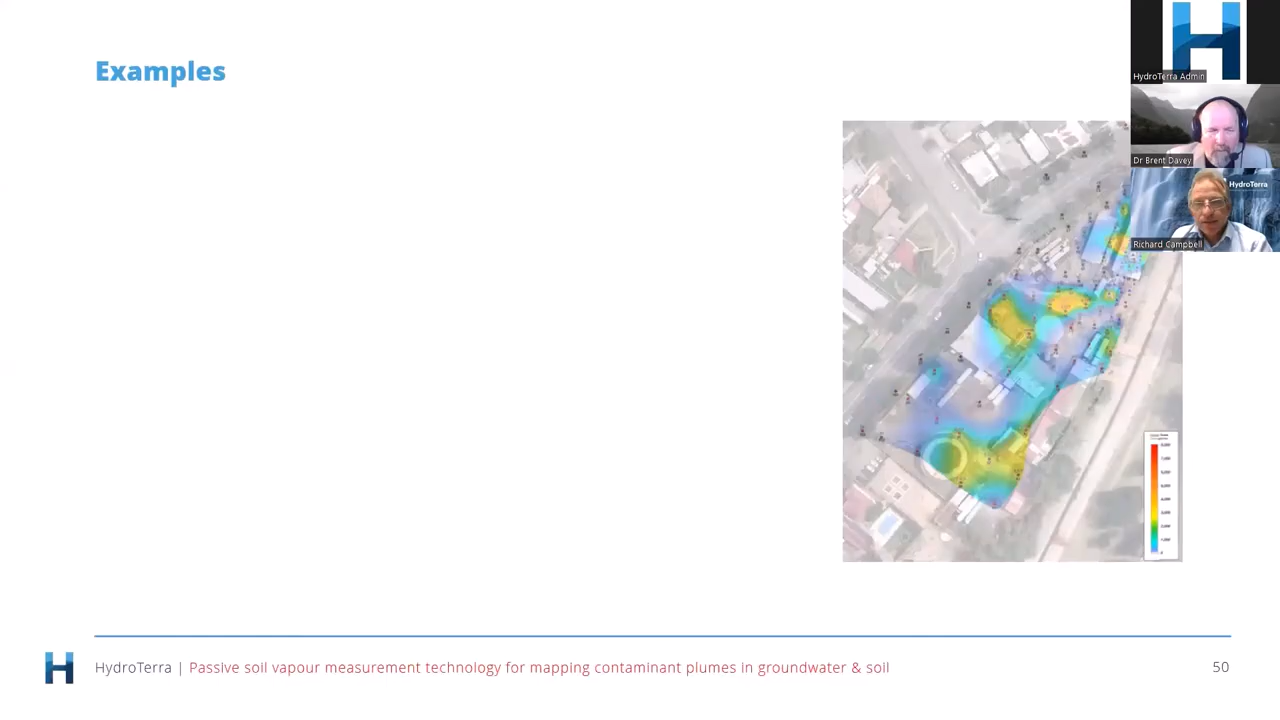 Examples
HydroTerra Admin
Dr Brent Davey
HydroTerra
Richard Campbell
HydroTerra | Passive soil vapour measurement technology for mapping contaminant plumes in groundwater & soil
50